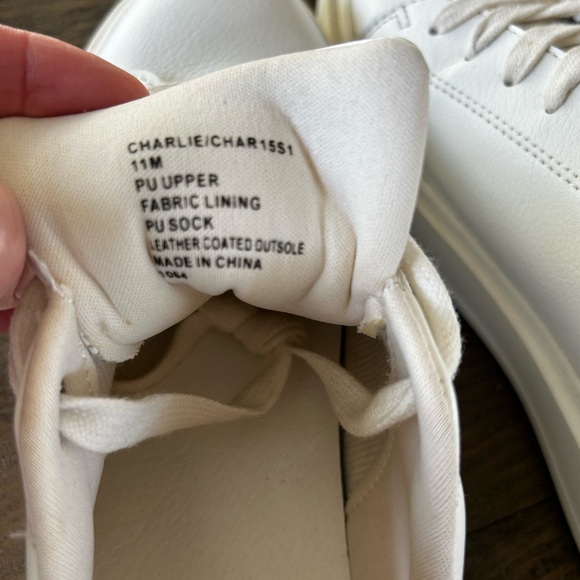 CHARLIE/CHAR15S1
11M
PU UPPER
FABRIC LINING
PU SOCK
LEATHER COATED OUTSOLE
MADE IN CHINA